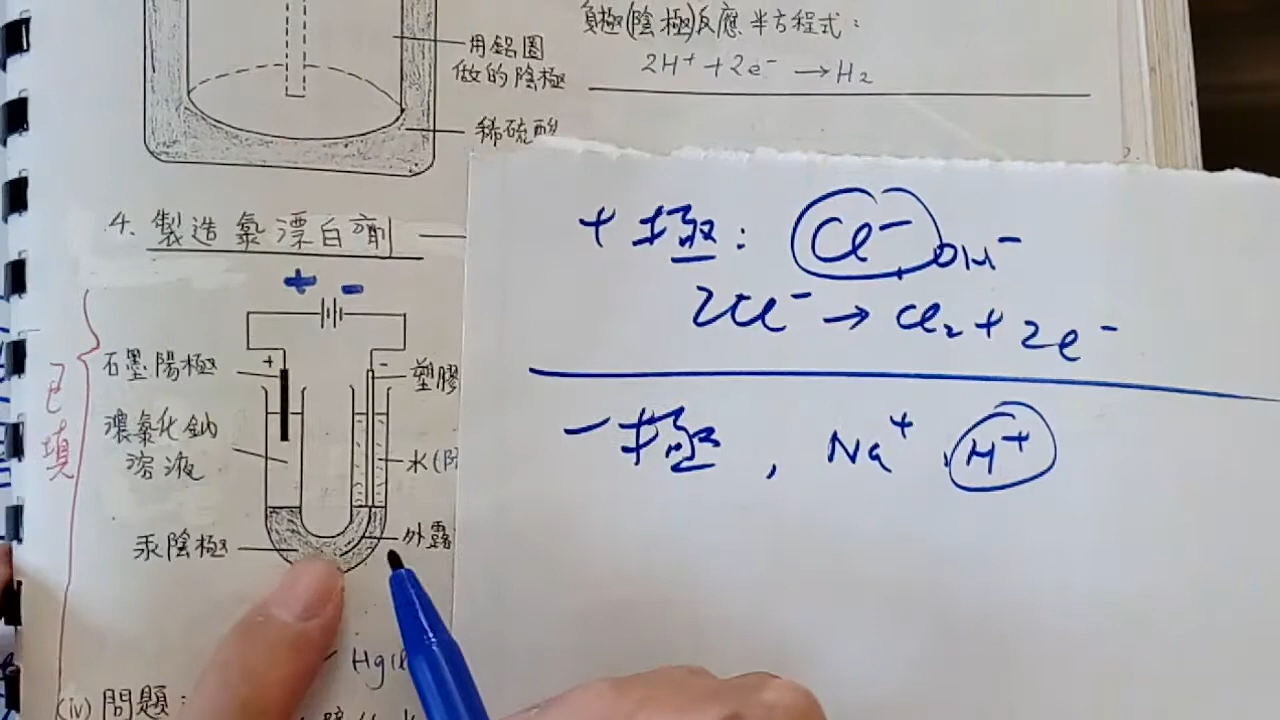 負極(陰極)反應半方程式:
2H⁺ + 2e⁻ → H₂
用鋁圈
做的陰極
稀硫酸
4. 製造氯漂白劑
+ -
+ -
石墨陽極
塑膠
濃氯化鈉
溶液
水(陰
汞陰極
外露
已填
Hg(l
(iv) 問題:
+極: Cl⁻ OH⁻
2Cl⁻ → Cl₂ + 2e⁻
-極, Na⁺, H⁺